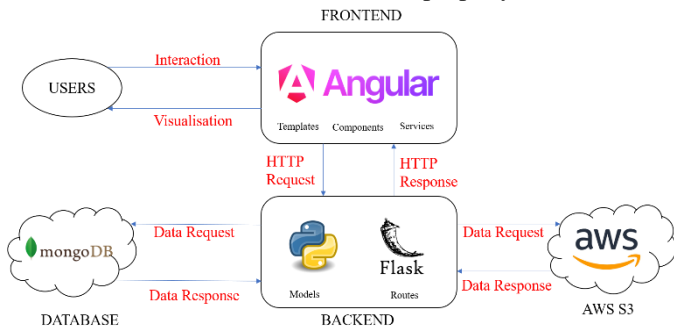 FRONTEND
Interaction
USERS
Angular
Visualisation
Templates Components Services
HTTP
Request
HTTP
Response
Data Request
Data Request
mongoDB
aws
Flask
Data Response
Data Response
Models Routes
DATABASE
BACKEND
AWS S3